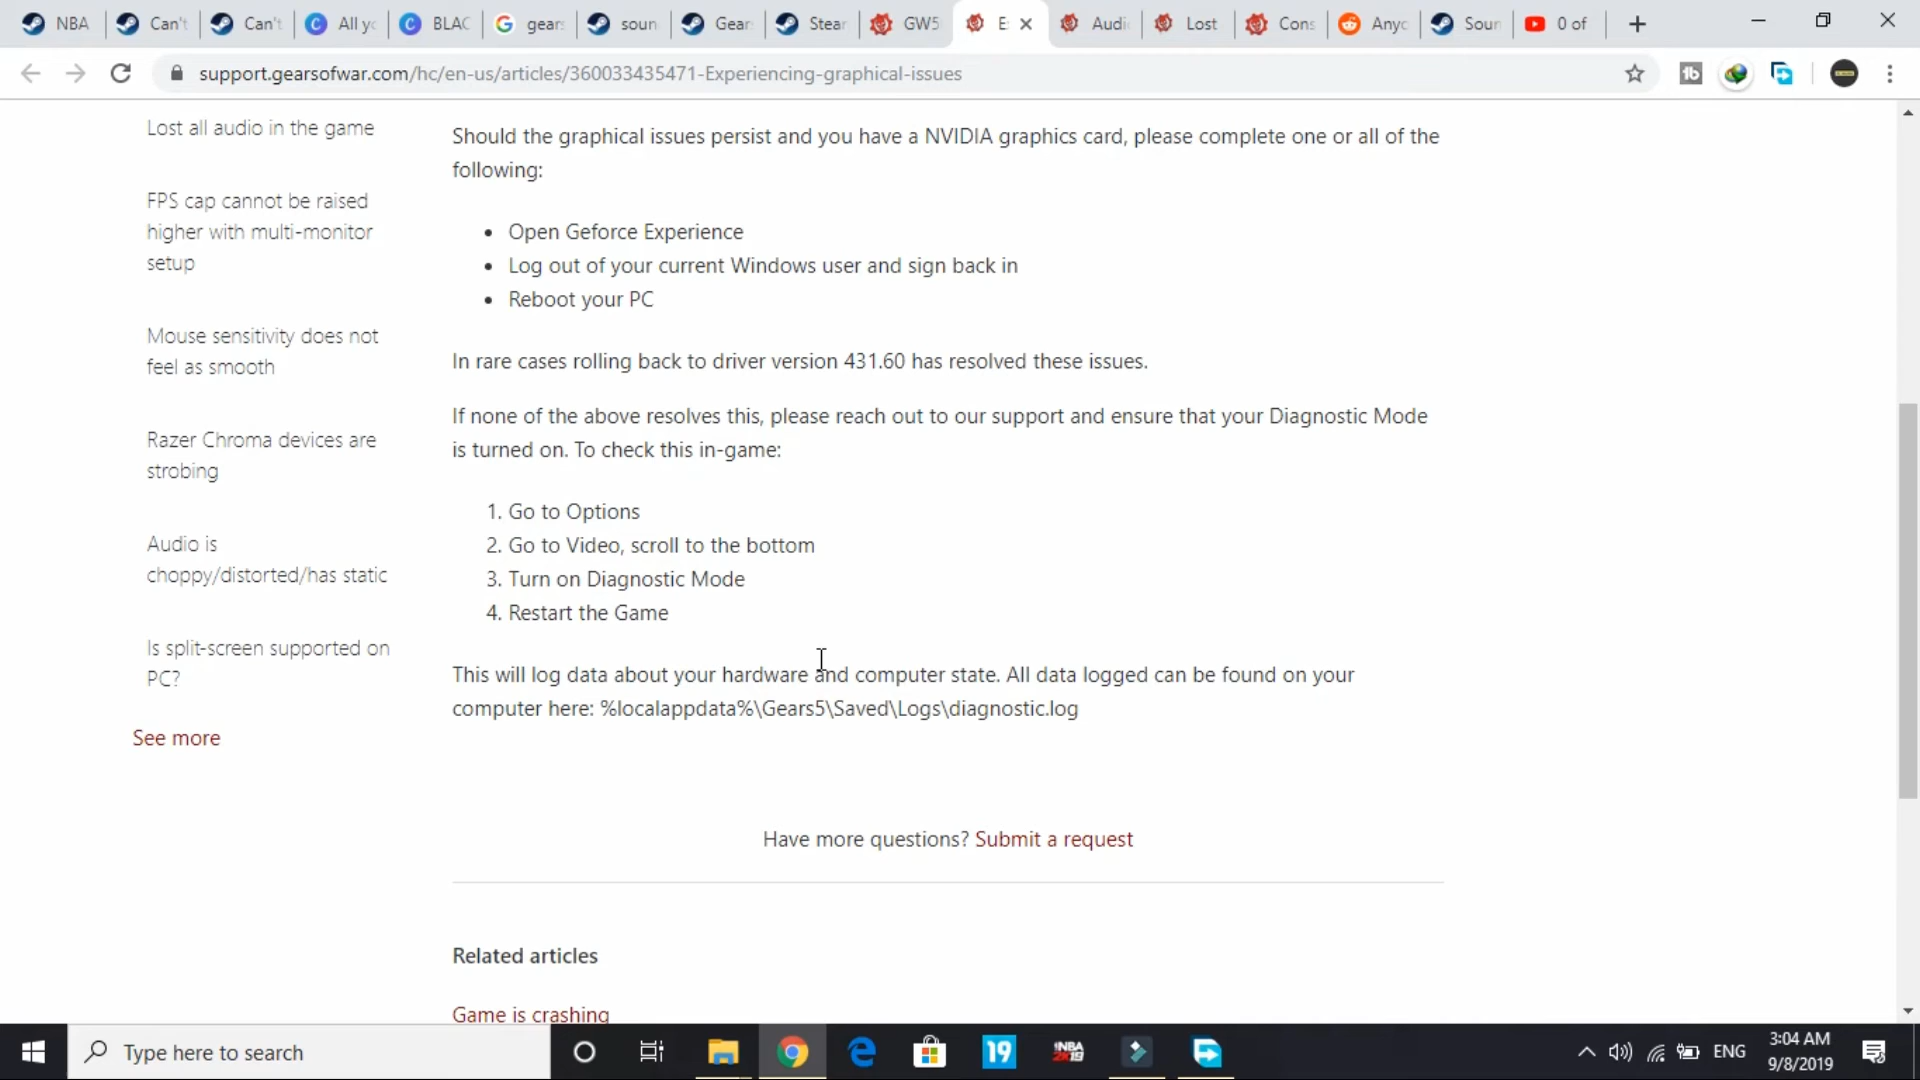 NBA
Can't
Can't
All yo
BLAC
gears
soun
Gear
Stear
GW5
E
Audi
Lost
Cons
Anyc
Soun
0 of
support.gearsofwar.com/hc/en-us/articles/360033435471-Experiencing-graphical-issues
Lost all audio in the game
FPS cap cannot be raised
higher with multi-monitor
setup
Mouse sensitivity does not
feel as smooth
Razer Chroma devices are
strobing
Audio is
choppy/distorted/has static
Is split-screen supported on
PC?
See more
Should the graphical issues persist and you have a NVIDIA graphics card, please complete one or all of the
following:
• Open Geforce Experience
• Log out of your current Windows user and sign back in
• Reboot your PC
In rare cases rolling back to driver version 431.60 has resolved these issues.
If none of the above resolves this, please reach out to our support and ensure that your Diagnostic Mode
is turned on. To check this in-game:
1. Go to Options
2. Go to Video, scroll to the bottom
3. Turn on Diagnostic Mode
4. Restart the Game
This will log data about your hardware and computer state. All data logged can be found on your
computer here: %localappdata%\Gears5\Saved\Logs\diagnostic.log
Have more questions? Submit a request
Related articles
Game is crashing
Type here to search
19
NBA 2K19
ENG
3:04 AM
9/8/2019